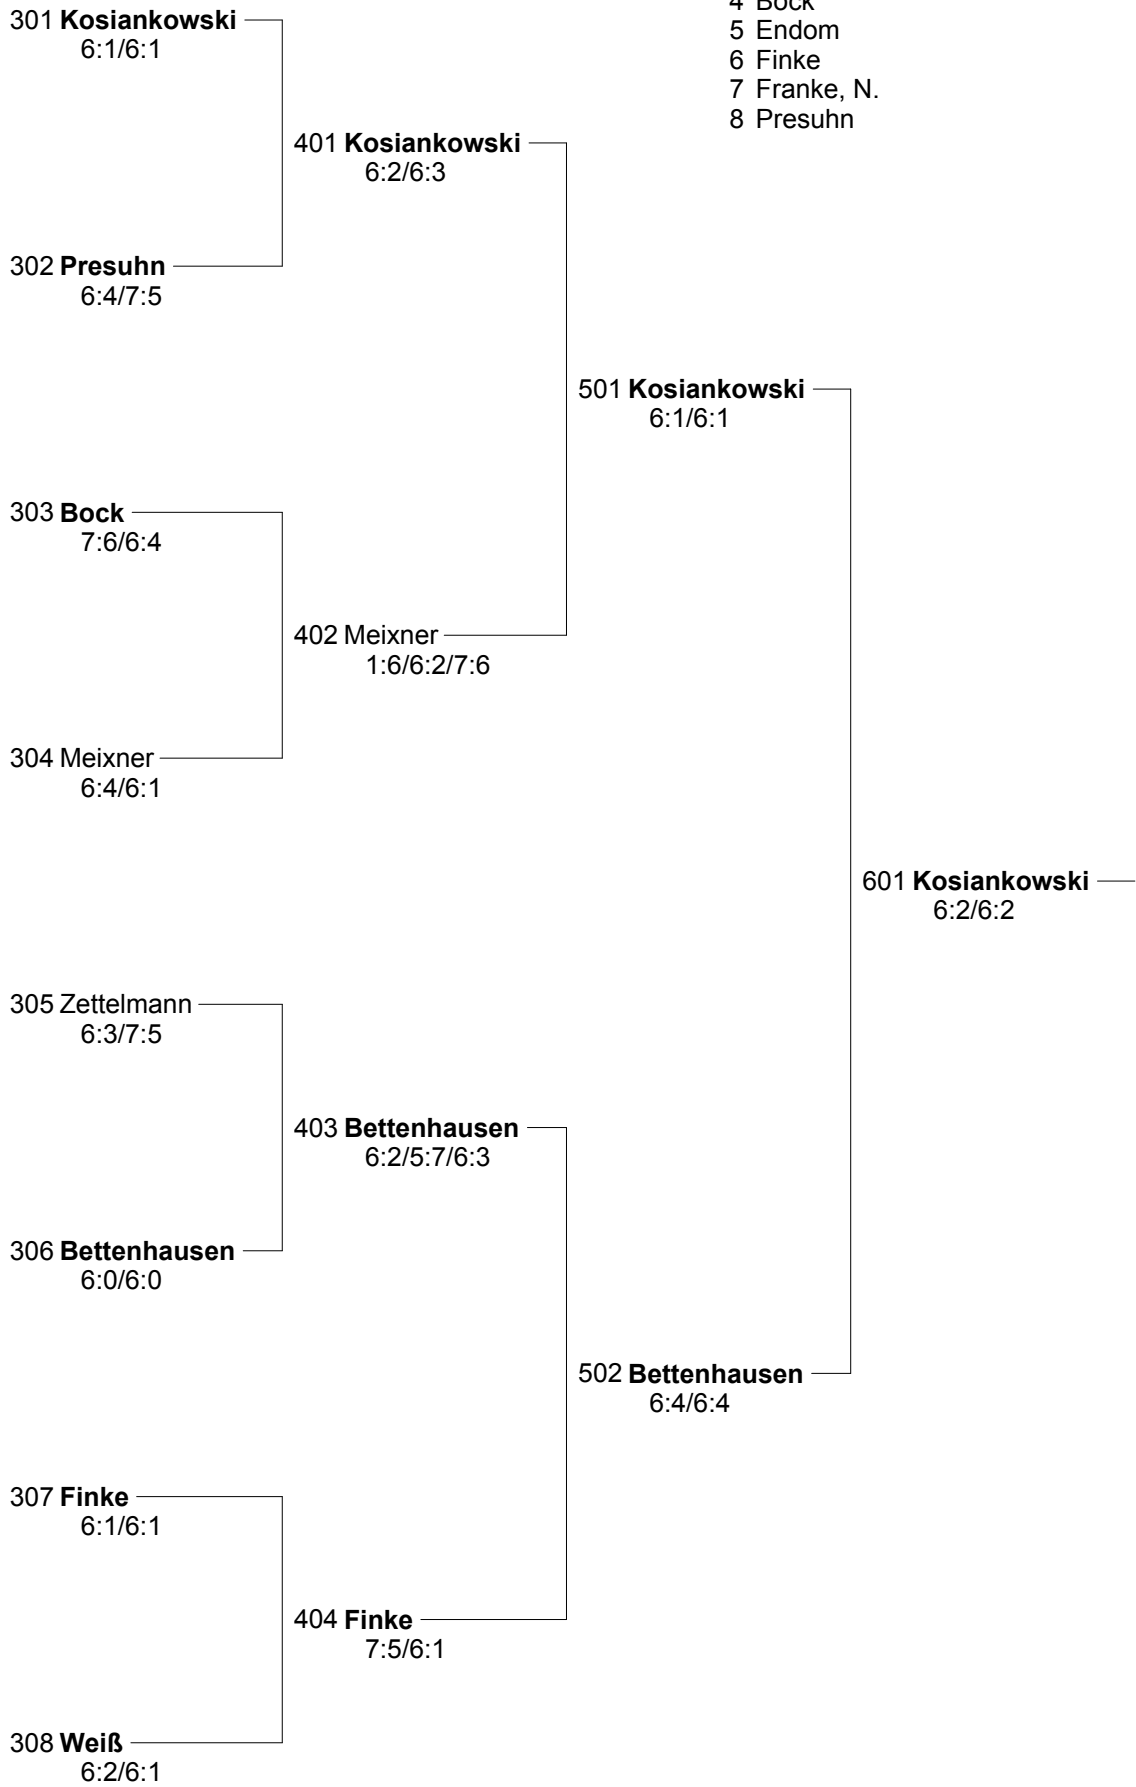 4 Bock
5 Endom
6 Finke
7 Franke, N.
8 Presuhn
301 Kosiankowski
6:1/6:1
401 Kosiankowski
6:2/6:3
302 Presuhn
6:4/7:5
501 Kosiankowski
6:1/6:1
303 Bock
7:6/6:4
402 Meixner
1:6/6:2/7:6
304 Meixner
6:4/6:1
601 Kosiankowski
6:2/6:2
305 Zettelmann
6:3/7:5
403 Bettenhausen
6:2/5:7/6:3
306 Bettenhausen
6:0/6:0
502 Bettenhausen
6:4/6:4
307 Finke
6:1/6:1
404 Finke
7:5/6:1
308 Weiß
6:2/6:1